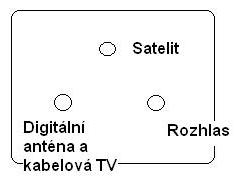 Satelit
Digitální
anténa a
kabelová TV
Rozhlas